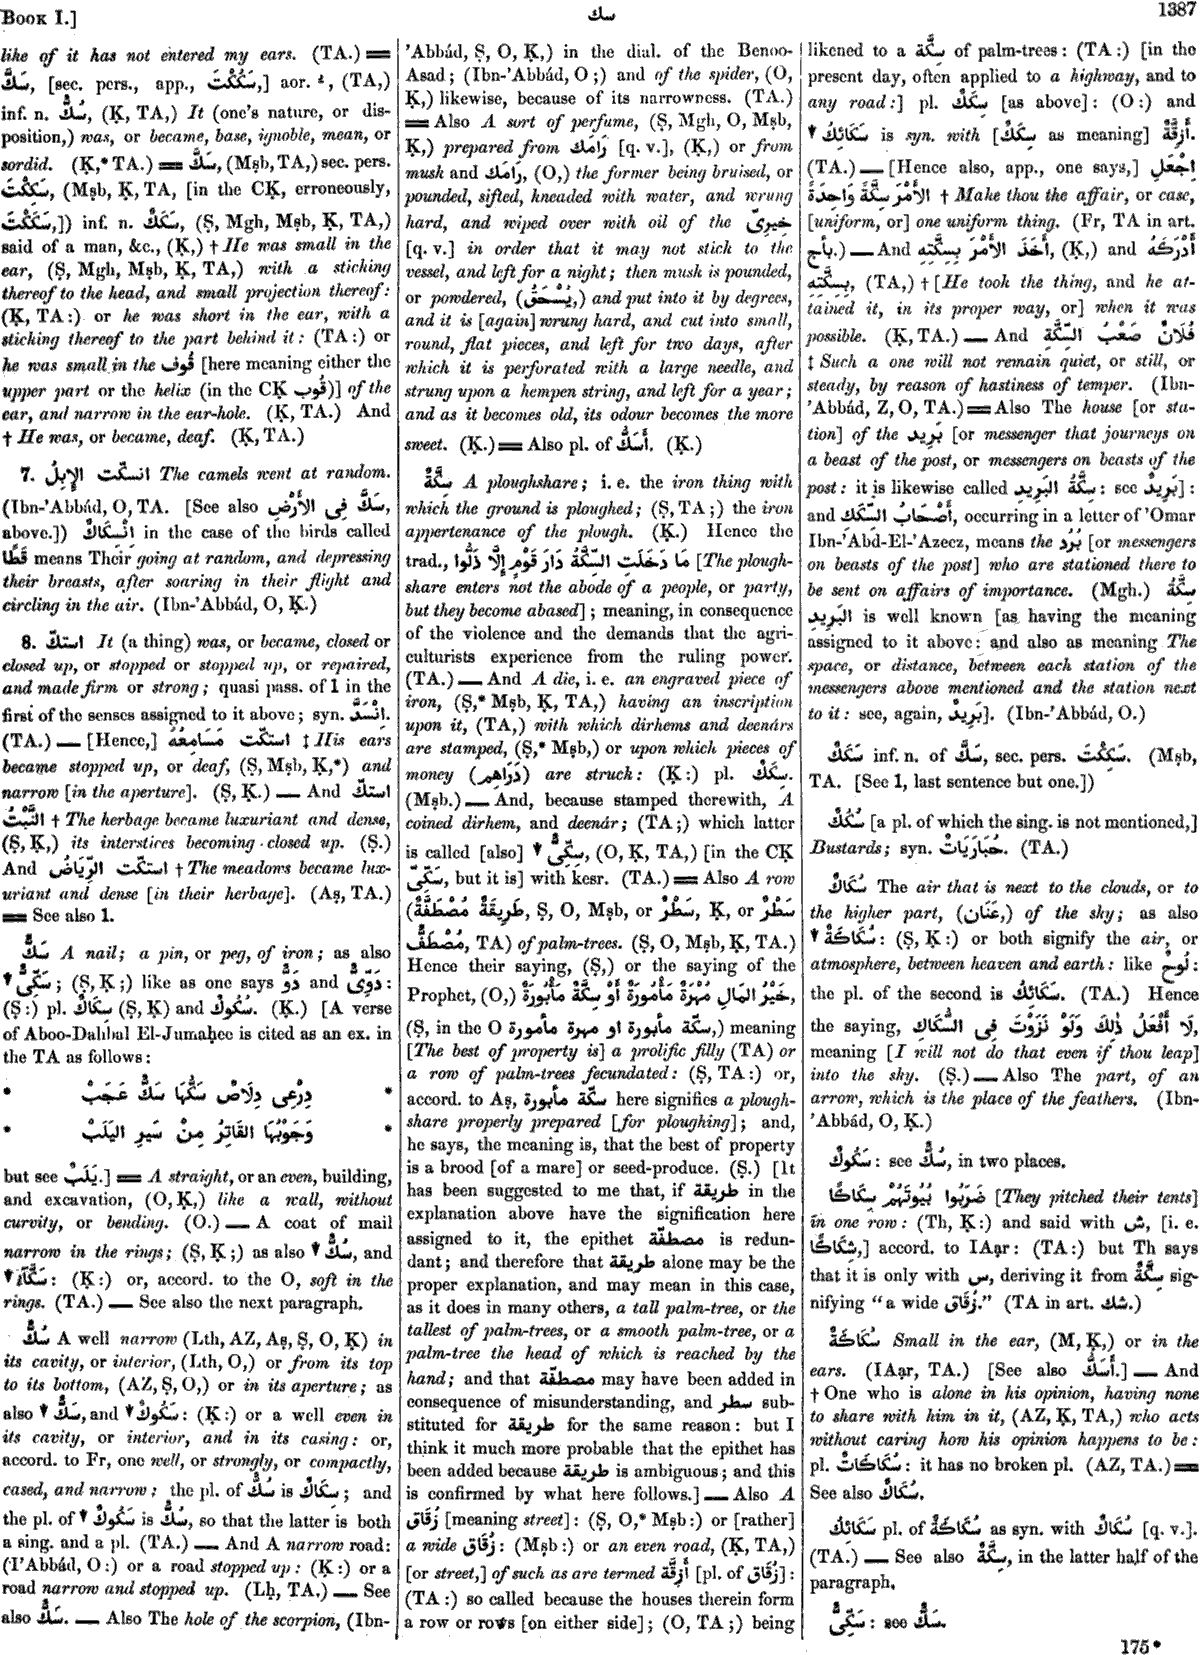 BOOK I.]
سك
1387
like of it has not entered my ears. (TA.) ══
سَكَّ, [sec. pers., app., سَكُكْتَ,] aor. ـُ, (TA,)
inf. n. سُكٌّ, (Ḳ, TA,) It (one's nature, or dis-
position,) was, or became, base, ignoble, mean, or
sordid. (Ḳ,* TA.) ══ سَكَّ, (Mṣb, TA,) sec. pers.
سَكِكْتَ, (Mṣb, Ḳ, TA, [in the CḲ, erroneously,
سَكَكْتَ,]) inf. n. سَكَكٌ, (Ṣ, Mgh, Mṣb, Ḳ, TA,)
said of a man, &c., (Ḳ,) † He was small in the
ear, (Ṣ, Mgh, Mṣb, Ḳ, TA,) with a sticking
thereof to the head, and small projection thereof:
(Ḳ, TA:) or he was short in the ear, with a
sticking thereof to the part behind it: (TA:) or
he was small in the قُوف [here meaning either the
upper part or the helix (in the CḲ قُوب)] of the
ear, and narrow in the ear-hole. (Ḳ, TA.) And
† He was, or became, deaf. (Ḳ, TA.)
7. انسكّت الإِبِلُ The camels went at random.
(Ibn-'Abbád, O, TA. [See also سَكَّ فِى الأَرْضِ,
above.]) اِنْسِكَاكٌ in the case of the birds called
قَطًا means Their going at random, and depressing
their breasts, after soaring in their flight and
circling in the air. (Ibn-'Abbád, O, Ḳ.)
8. استكّ It (a thing) was, or became, closed or
closed up, or stopped or stopped up, or repaired,
and made firm or strong; quasi pass. of 1 in the
first of the senses assigned to it above; syn. اِنْسَدَّ.
(TA.) — [Hence,] استكّت مَسَامِعُهُ ‡ His ears
became stopped up, or deaf, (Ṣ, Mṣb, Ḳ,*) and
narrow [in the aperture]. (Ṣ, Ḳ.) — And استكّ
النَّبْتُ † The herbage became luxuriant and dense,
(Ṣ, Ḳ,) its interstices becoming closed up. (Ṣ.)
And استكّت الرِّيَاضُ † The meadows became lux-
uriant and dense [in their herbage]. (Aṣ, TA.)
══ See also 1.
سَكٌّ A nail; a pin, or peg, of iron; as also
▼ سَكِّىٌّ; (Ṣ, Ḳ;) like as one says دَوٌّ and دَوِّىٌّ:
(Ṣ:) pl. سِكَاكٌ (Ṣ, Ḳ) and سُكُوكٌ. (Ḳ.) [A verse
of Aboo-Dahbal El-Jumaḥee is cited as an ex. in
the TA as follows:
* دِرْعِى دِلَاصٌ سَكُّهَا سَكٌّ عَجَبْ *
* وَجَوْبُهَا القَاتِرُ مِنْ سَيرِ اليَلَبْ *
but see يَلَبٌ.] ══ A straight, or an even, building,
and excavation, (O, Ḳ,) like a wall, without
curvity, or bending. (O.) — A coat of mail
narrow in the rings; (Ṣ, Ḳ;) as also ▼ سُكٌّ, and
▼ سَكَّآءُ: (Ḳ:) or, accord. to the O, soft in the
rings. (TA.) — See also the next paragraph.
سُكٌّ A well narrow (Lth, AZ, Aṣ, Ṣ, O, Ḳ) in
its cavity, or interior, (Lth, O,) or from its top
to its bottom, (AZ, Ṣ, O,) or in its aperture; as
also ▼ سَكٌّ, and ▼ سَكُوكٌ: (Ḳ:) or a well even in
its cavity, or interior, and in its casing: or,
accord. to Fr, one well, or strongly, or compactly,
cased, and narrow; the pl. of سُكٌّ is سِكَاكٌ; and
the pl. of ▼ سَكُوكٌ is سُكٌّ, so that the latter is both
a sing. and a pl. (TA.) — And A narrow road:
(I'Abbád, O:) or a road stopped up: (Ḳ:) or a
road narrow and stopped up. (Lḥ, TA.) — See
also سَكٌّ. — Also The hole of the scorpion, (Ibn-
'Abbád, Ṣ, O, Ḳ,) in the dial. of the Benoo-
Asad; (Ibn-'Abbád, O;) and of the spider, (O,
Ḳ,) likewise, because of its narrowness. (TA.)
══ Also A sort of perfume, (Ṣ, Mgh, O, Mṣb,
Ḳ,) prepared from رَامَك [q. v.], (Ḳ,) or from
musk and رَامَك, (O,) the former being bruised, or
pounded, sifted, kneaded with water, and wrung
hard, and wiped over with oil of the خِيرِىّ
[q. v.] in order that it may not stick to the
vessel, and left for a night; then musk is pounded,
or powdered, (يُسْحَقُ,) and put into it by degrees,
and it is [again] wrung hard, and cut into small,
round, flat pieces, and left for two days, after
which it is perforated with a large needle, and
strung upon a hempen string, and left for a year;
and as it becomes old, its odour becomes the more
sweet. (Ḳ.) ══ Also pl. of أَسَكُّ. (Ḳ.)
سِكَّةٌ A ploughshare; i. e. the iron thing with
which the ground is ploughed; (Ṣ, TA;) the iron
appertenance of the plough. (Ḳ.) Hence the
trad., مَا دَخَلَتِ السِّكَّةُ دَارَ قَوْمٍ إِلَّا ذَلُّوا [The plough-
share enters not the abode of a people, or party,
but they become abased]; meaning, in consequence
of the violence and the demands that the agri-
culturists experience from the ruling power.
(TA.) — And A die, i. e. an engraved piece of
iron, (Ṣ,* Mṣb, Ḳ, TA,) having an inscription
upon it, (TA,) with which dirhems and deenárs
are stamped, (Ṣ,* Mṣb,) or upon which pieces of
money (دَرَاهِم) are struck: (Ḳ:) pl. سِكَكٌ.
(Mṣb.) — And, because stamped therewith, A
coined dirhem, and deenár; (TA;) which latter
is called [also] ▼ سِكِّىٌّ, (O, Ḳ, TA,) [in the CḲ
سَكِّىّ, but it is] with kesr. (TA.) ══ Also A row
(طَرِيقَةٌ مُصْطَفَّةٌ, Ṣ, O, Mṣb, or سَطْرٌ, Ḳ, or سَطْرٌ
مُصْطَفٌّ, TA) of palm-trees. (Ṣ, O, Mṣb, Ḳ, TA.)
Hence their saying, (Ṣ,) or the saying of the
Prophet, (O,) خَيْرُ المَالِ مُهْرَةٌ مَأْمُورَةٌ أَوْ سِكَّةٌ مَأْبُورَةٌ,
(Ṣ, in the O سكّة مأبورة او مهرة مأمورة,) meaning
[The best of property is] a prolific filly (TA) or
a row of palm-trees fecundated: (Ṣ, TA:) or,
accord. to Aṣ, سكّة مأبورة here signifies a plough-
share properly prepared [for ploughing]; and,
he says, the meaning is, that the best of property
is a brood [of a mare] or seed-produce. (Ṣ.) [It
has been suggested to me that, if طريقة in the
explanation above have the signification here
assigned to it, the epithet مصطفّة is redun-
dant; and therefore that طريقة alone may be the
proper explanation, and may mean in this case,
as it does in many others, a tall palm-tree, or the
tallest of palm-trees, or a smooth palm-tree, or a
palm-tree the head of which is reached by the
hand; and that مصطفّة may have been added in
consequence of misunderstanding, and سطر sub-
stituted for طريقة for the same reason: but I
think it much more probable that the epithet has
been added because طريقة is ambiguous; and this
is confirmed by what here follows.] — Also A
زُقَاق [meaning street]: (Ṣ, O,* Mṣb:) or [rather]
a wide زُقَاق: (Mṣb:) or an even road, (Ḳ, TA,)
[or street,] of such as are termed أَزِقَّة [pl. of زُقَاق]:
(TA:) so called because the houses therein form
a row or rows [on either side]; (O, TA;) being
likened to a سِكَّة of palm-trees: (TA:) [in the
present day, often applied to a highway, and to
any road:] pl. سِكَكٌ [as above]: (O:) and
▼ سَكَائِكُ is syn. with [سِكَكٌ as meaning] أَزِقَّةٌ.
(TA.) — [Hence also, app., one says,] اِجْعَلِ
الأَمْرَ سِكَّةً وَاحِدَةً † Make thou the affair, or case,
[uniform, or] one uniform thing. (Fr, TA in art.
بأج.) — And أَخَذَ الأَمْرَ بِسِكَّتِهِ, (Ḳ,) and أَدْرَكَهُ
بِسِكَّتِهِ, (TA,) † [He took the thing, and he at-
tained it, in its proper way, or] when it was
possible. (Ḳ, TA.) — And فُلَانٌ صَعْبُ السِّكَّةِ
‡ Such a one will not remain quiet, or still, or
steady, by reason of hastiness of temper. (Ibn-
'Abbád, Z, O, TA.) ══ Also The house [or sta-
tion] of the بَرِيد [or messenger that journeys on
a beast of the post, or messengers on beasts of the
post: it is likewise called سِكَّةُ البَرِيدِ: see بَرِيدٌ]:
and أَصْحَابُ السِّكَكِ, occurring in a letter of 'Omar
Ibn-'Abd-El-'Azeez, means the بُرُد [or messengers
on beasts of the post] who are stationed there to
be sent on affairs of importance. (Mgh.) سِكَّةُ
البَرِيدِ is well known [as having the meaning
assigned to it above: and also as meaning The
space, or distance, between each station of the
messengers above mentioned and the station next
to it: see, again, بَرِيدٌ]. (Ibn-'Abbád, O.)
سَكَكٌ inf. n. of سَكَّ, sec. pers. سَكِكْتَ. (Mṣb,
TA. [See 1, last sentence but one.])
سُكُكٌ [a pl. of which the sing. is not mentioned,]
Bustards; syn. حُبَارَيَاتٌ. (TA.)
سُكَاكٌ The air that is next to the clouds, or to
the higher part, (عَنَان,) of the sky; as also
▼ سُكَاكَةٌ: (Ṣ, Ḳ:) or both signify the air, or
atmosphere, between heaven and earth: like لُوحٌ:
the pl. of the second is سَكَائِكُ. (TA.) Hence
the saying, لَا أَفْعَلُ ذٰلِكَ وَلَوْ نَزَوْتَ فِى السُّكَاكِ,
meaning [I will not do that even if thou leap]
into the sky. (Ṣ.) — Also The part, of an
arrow, which is the place of the feathers. (Ibn-
'Abbád, O, Ḳ.)
سَكُوكٌ: see سُكٌّ, in two places.
ضَرَبُوا بُيُوتَهُمْ سِكَاكًا [They pitched their tents]
in one row: (Th, Ḳ:) and said with ش, [i. e.
شِكَاكًا,] accord. to IAạr: (TA:) but Th says
that it is only with س, deriving it from سِكَّةٌ sig-
nifying “a wide زُقَاق.” (TA in art. شك.)
سُكَاكَةٌ Small in the ear, (M, Ḳ,) or in the
ears. (IAạr, TA.) [See also أَسَكُّ.] — And
† One who is alone in his opinion, having none
to share with him in it, (AZ, Ḳ, TA,) who acts
without caring how his opinion happens to be:
pl. سُكَاكَاتٌ: it has no broken pl. (AZ, TA.) ══
See also سُكَاكٌ.
سَكَائِكُ pl. of سُكَاكَةٌ as syn. with سُكَاكٌ [q. v.].
(TA.) — See also سِكَّةٌ, in the latter half of the
paragraph.
سَكِّىٌّ: see سَكٌّ.
175*